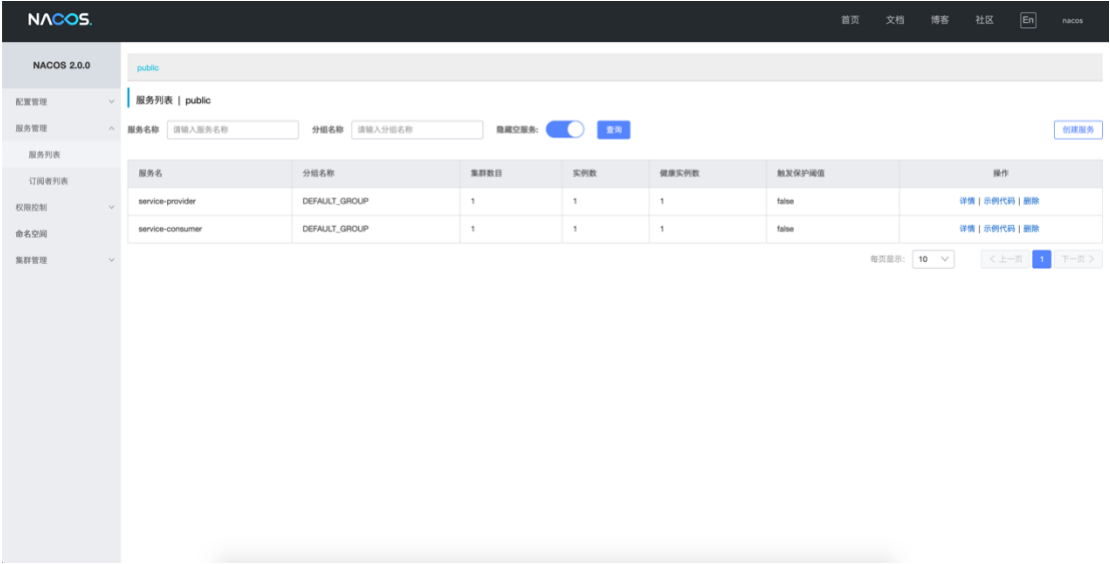 NACOS. 首页 文档 博客 社区 En nacos
NACOS 2.0.0
配置管理
服务管理
服务列表
订阅者列表
权限控制
命名空间
集群管理
public
服务列表 | public
服务名称 请输入服务名称 分组名称 请输入分组名称 隐藏空服务: 查询 创建服务
服务名 分组名称 集群数目 实例数 健康实例数 触发保护阈值 操作
service-provider DEFAULT_GROUP 1 1 1 false 详情 | 示例代码 | 删除
service-consumer DEFAULT_GROUP 1 1 1 false 详情 | 示例代码 | 删除
每页显示: 10 < 上一页 1 下一页 >